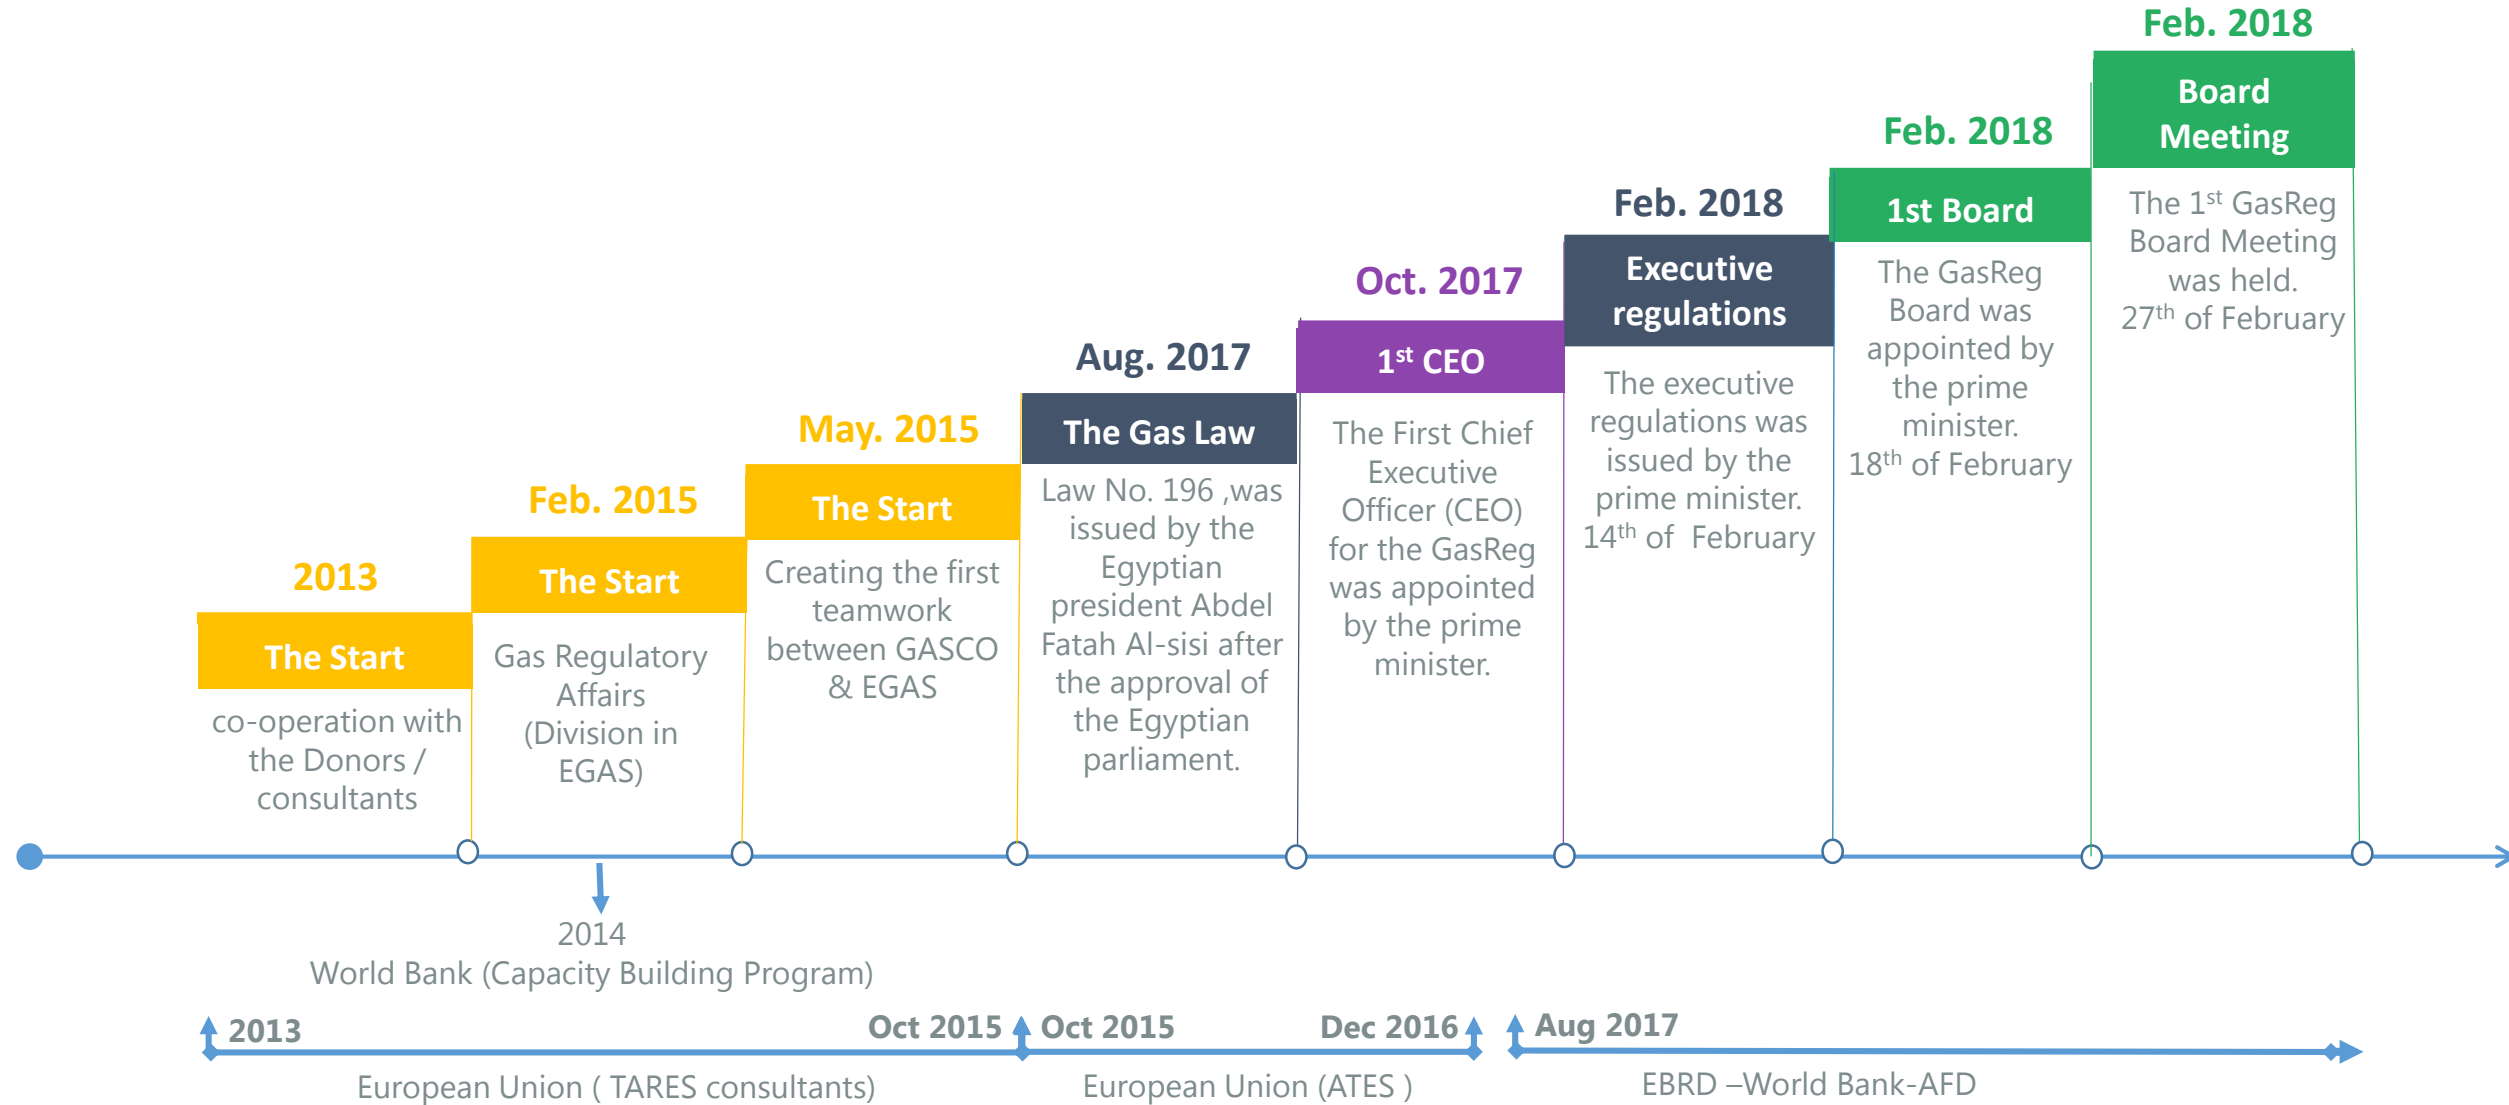 2013
The Start
co-operation with
the Donors /
consultants
Feb. 2015
The Start
Gas Regulatory
Affairs
(Division in
EGAS)
May. 2015
The Start
Creating the first
teamwork
between GASCO
& EGAS
Aug. 2017
The Gas Law
Law No. 196 ,was
issued by the
Egyptian
president Abdel
Fatah Al-sisi after
the approval of
the Egyptian
parliament.
Oct. 2017
1st CEO
The First Chief
Executive
Officer (CEO)
for the GasReg
was appointed
by the prime
minister.
Feb. 2018
Executive
regulations
The executive
regulations was
issued by the
prime minister.
14th of February
Feb. 2018
1st Board
The GasReg
Board was
appointed by
the prime
minister.
18th of February
Feb. 2018
Board
Meeting
The 1st GasReg
Board Meeting
was held.
27th of February
2014
World Bank (Capacity Building Program)
2013
Oct 2015
European Union ( TARES consultants)
Oct 2015
Dec 2016
European Union (ATES )
Aug 2017
EBRD –World Bank-AFD